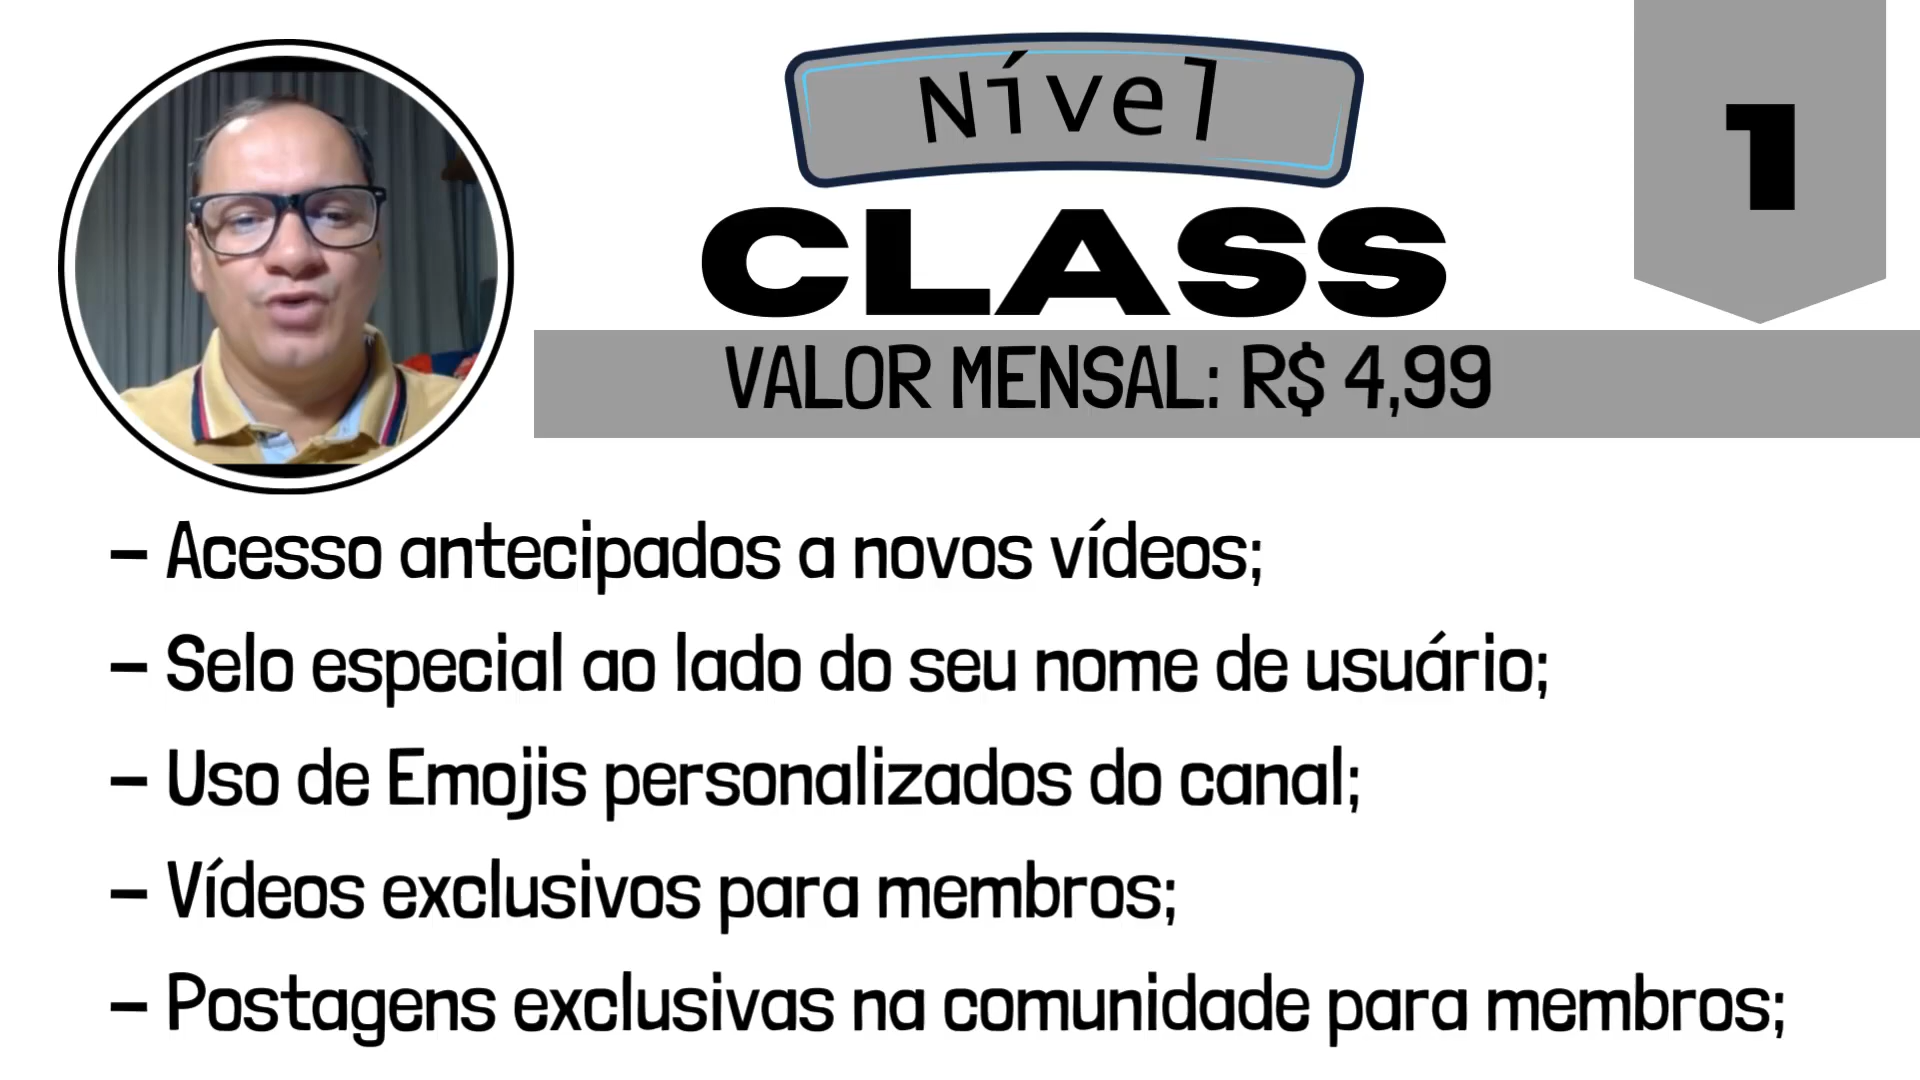 Nível
1
CLASS
VALOR MENSAL: R$ 4,99
– Acesso antecipados a novos vídeos;
– Selo especial ao lado do seu nome de usuário;
– Uso de Emojis personalizados do canal;
– Vídeos exclusivos para membros;
– Postagens exclusivas na comunidade para membros;